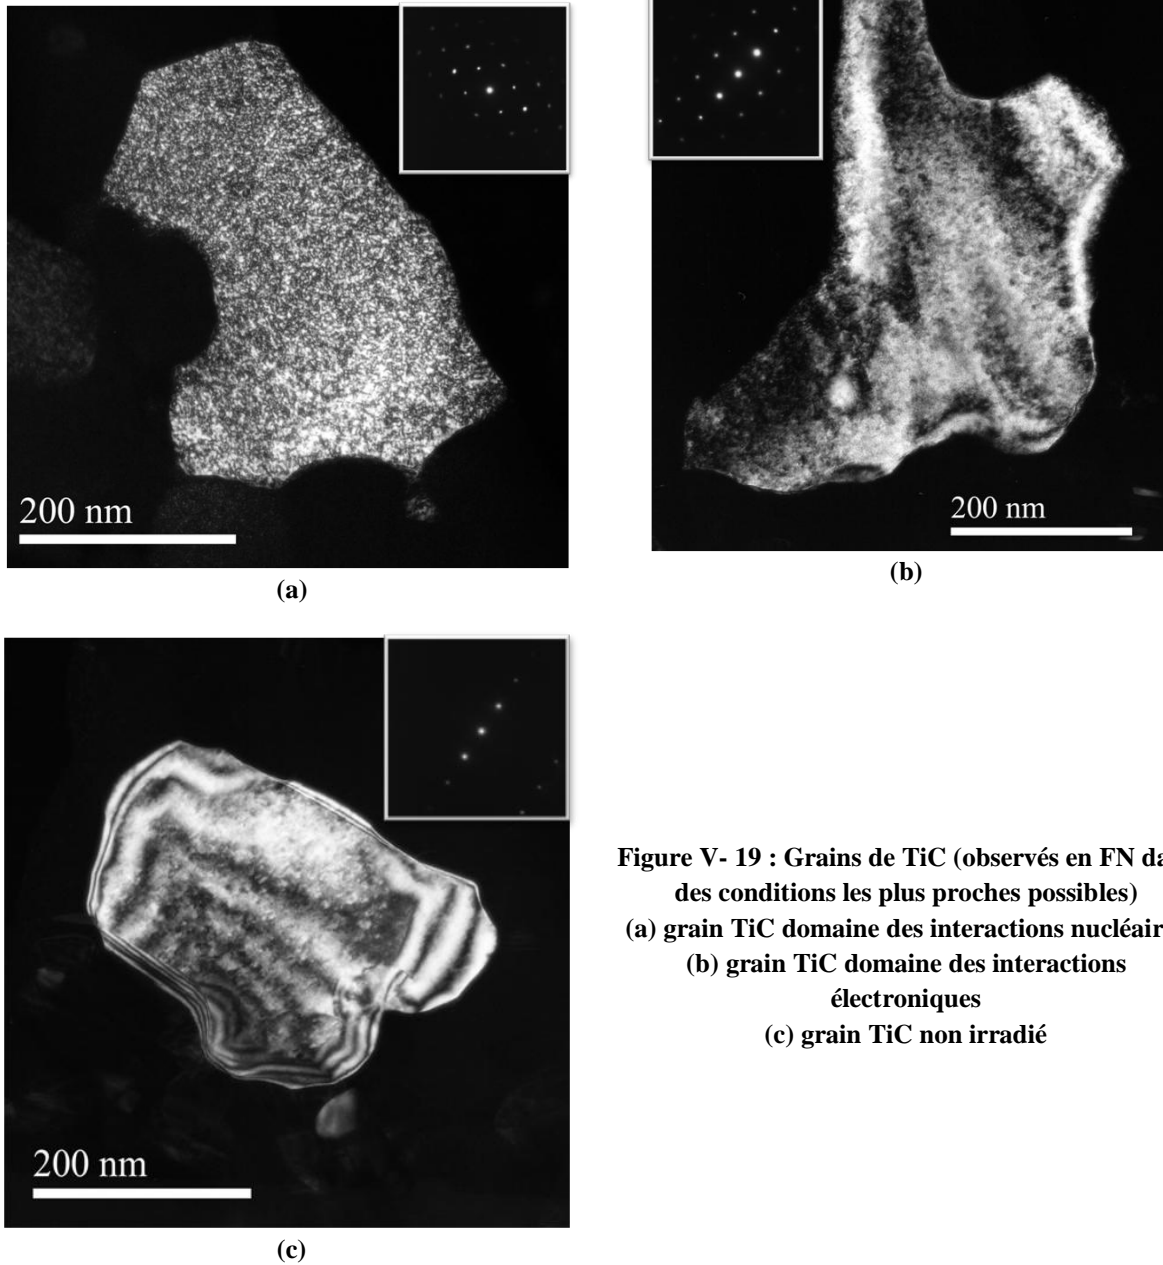 200 nm
(a)
200 nm
(b)
200 nm
(c)
Figure V- 19 : Grains de TiC (observés en FN da
des conditions les plus proches possibles)
(a) grain TiC domaine des interactions nucléair
(b) grain TiC domaine des interactions
électroniques
(c) grain TiC non irradié